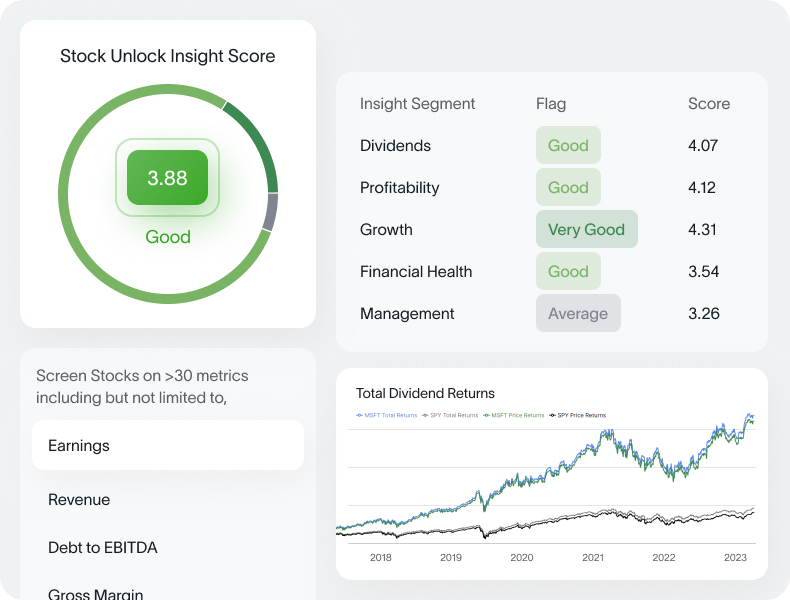 Stock Unlock Insight Score
3.88
Good
Insight Segment Flag Score
Dividends Good 4.07
Profitability Good 4.12
Growth Very Good 4.31
Financial Health Good 3.54
Management Average 3.26
Screen Stocks on >30 metrics
including but not limited to,
Earnings
Revenue
Debt to EBITDA
Gross Margin
Total Dividend Returns
MSFT Total Returns SPY Total Returns MSFT Price Returns SPY Price Returns
2018 2019 2020 2021 2022 2023